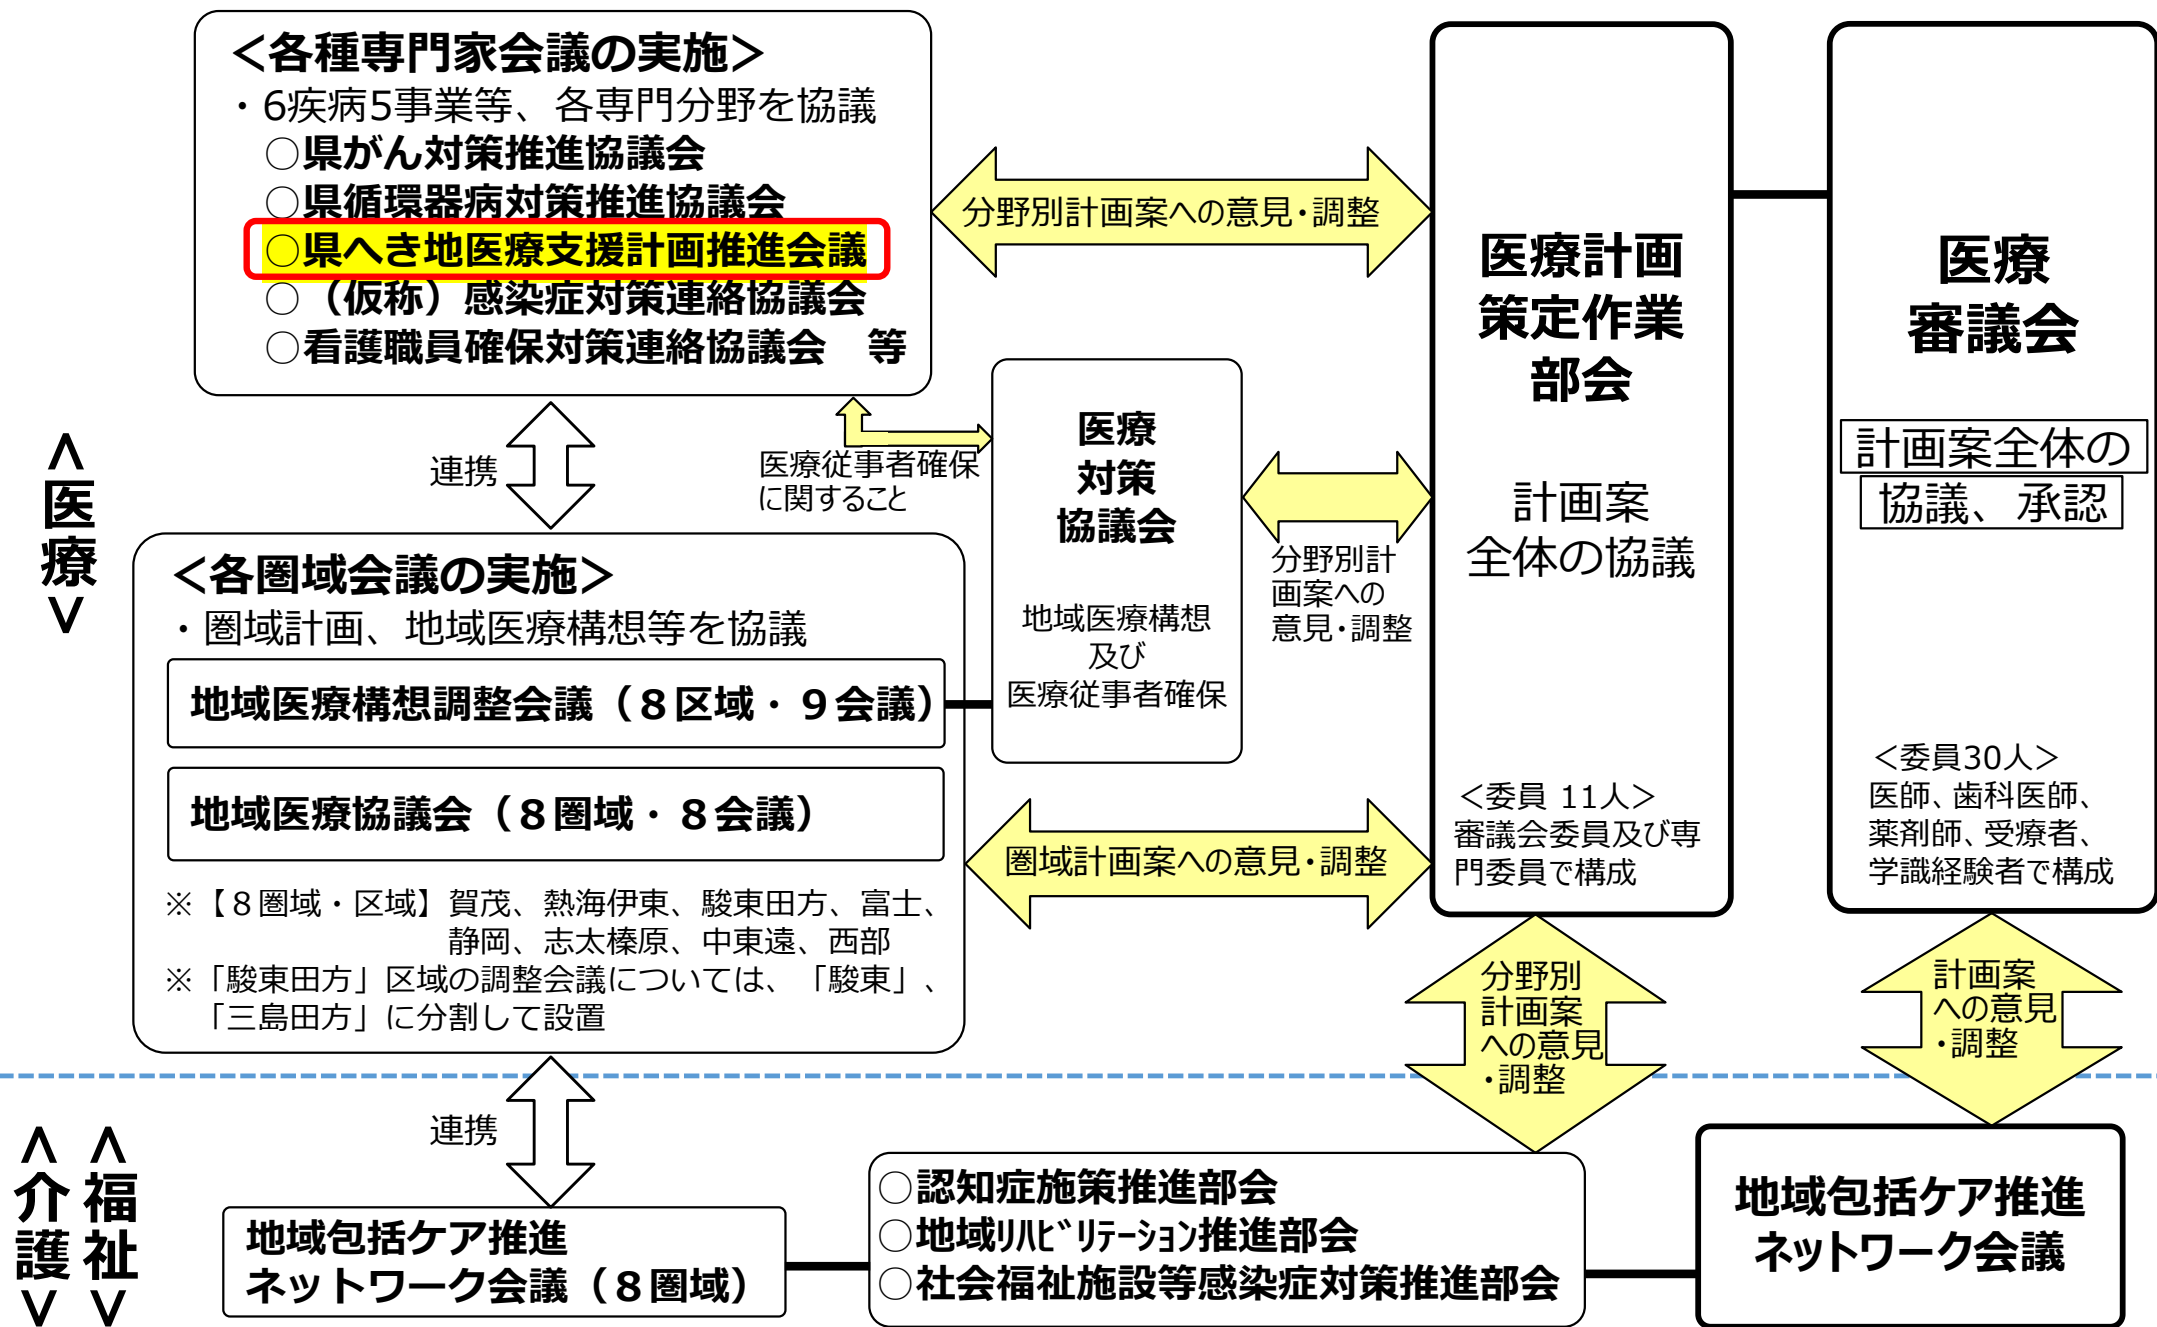 ＜各種専門家会議の実施＞
・6疾病5事業等、各専門分野を協議
○県がん対策推進協議会
○県循環器病対策推進協議会
○県へき地医療支援計画推進会議
○（仮称）感染症対策連絡協議会
○看護職員確保対策連絡協議会　等
分野別計画案への意見・調整
医療計画
策定作業
部会
計画案
全体の協議
＜委員 11人＞
審議会委員及び専
門委員で構成
医療
審議会
計画案全体の
協議、承認
＜委員30人＞
医師、歯科医師、
薬剤師、受療者、
学識経験者で構成
＜医療＞
連携
医療従事者確保
に関すること
医療
対策
協議会
地域医療構想
及び
医療従事者確保
分野別計
画案への
意見・調整
＜各圏域会議の実施＞
・圏域計画、地域医療構想等を協議
地域医療構想調整会議（８区域・９会議）
地域医療協議会（８圏域・８会議）
※【８圏域・区域】賀茂、熱海伊東、駿東田方、富士、
静岡、志太榛原、中東遠、西部
※「駿東田方」区域の調整会議については、「駿東」、
「三島田方」に分割して設置
圏域計画案への意見・調整
分野別
計画案
への意見
・調整
計画案
への意見
・調整
連携
＜福祉＞
＜介護＞
地域包括ケア推進
ネットワーク会議（８圏域）
○認知症施策推進部会
○地域ﾘﾊﾋﾞﾘﾃｰｼｮﾝ推進部会
○社会福祉施設等感染症対策推進部会
地域包括ケア推進
ネットワーク会議